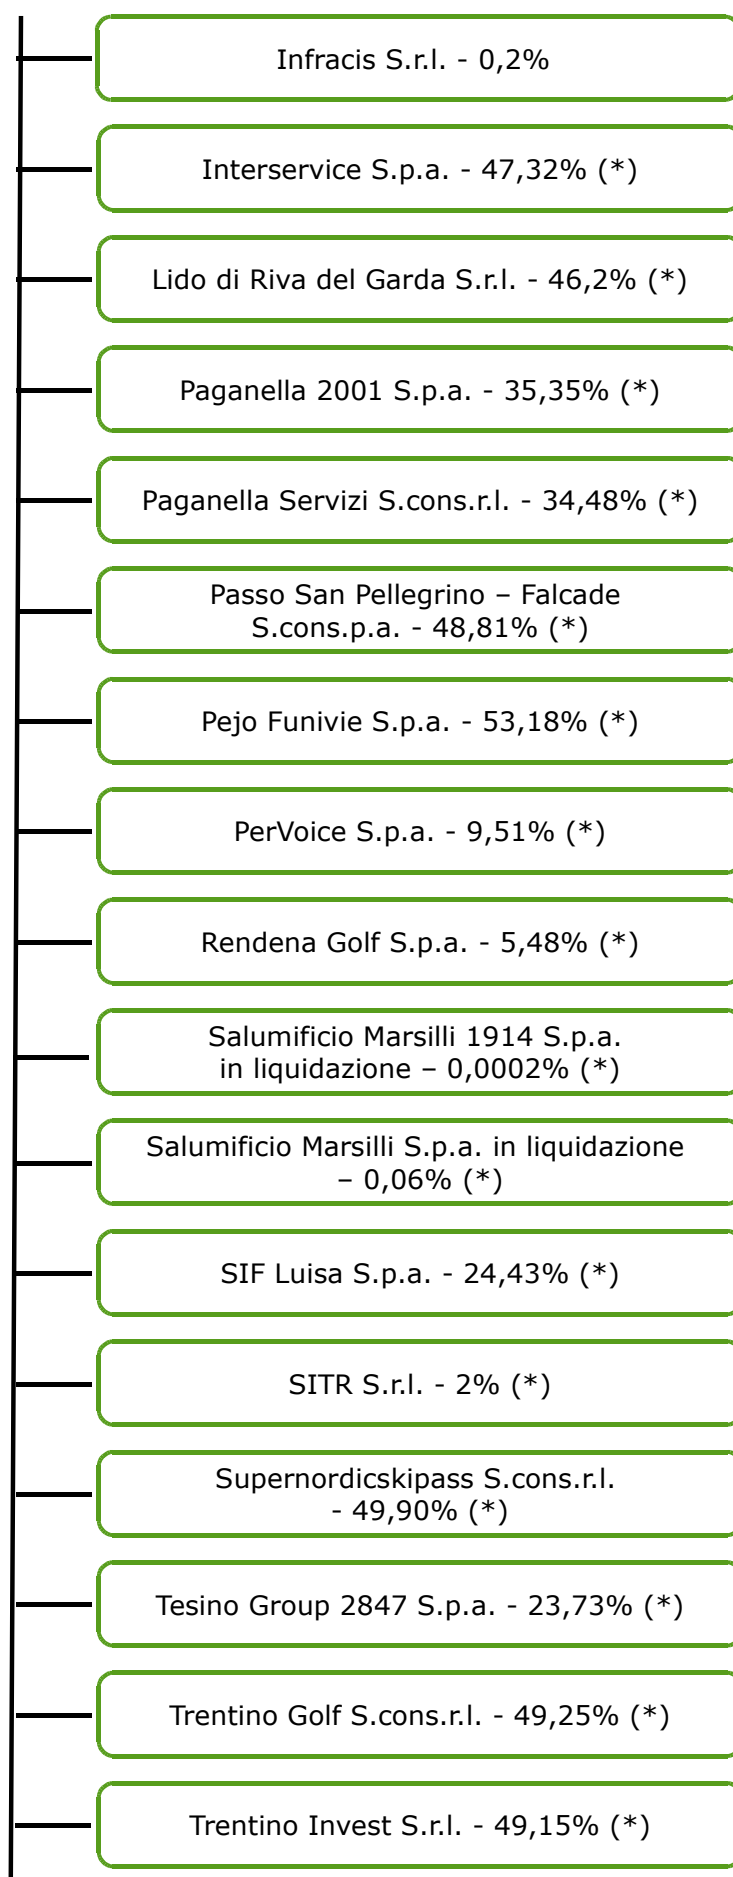 Infracis S.r.l. - 0,2%
Interservice S.p.a. - 47,32% (*)
Lido di Riva del Garda S.r.l. - 46,2% (*)
Paganella 2001 S.p.a. - 35,35% (*)
Paganella Servizi S.cons.r.l. - 34,48% (*)
Passo San Pellegrino – Falcade
S.cons.p.a. - 48,81% (*)
Pejo Funivie S.p.a. - 53,18% (*)
PerVoice S.p.a. - 9,51% (*)
Rendena Golf S.p.a. - 5,48% (*)
Salumificio Marsilli 1914 S.p.a.
in liquidazione – 0,0002% (*)
Salumificio Marsilli S.p.a. in liquidazione
– 0,06% (*)
SIF Luisa S.p.a. - 24,43% (*)
SITR S.r.l. - 2% (*)
Supernordicskipass S.cons.r.l.
- 49,90% (*)
Tesino Group 2847 S.p.a. - 23,73% (*)
Trentino Golf S.cons.r.l. - 49,25% (*)
Trentino Invest S.r.l. - 49,15% (*)